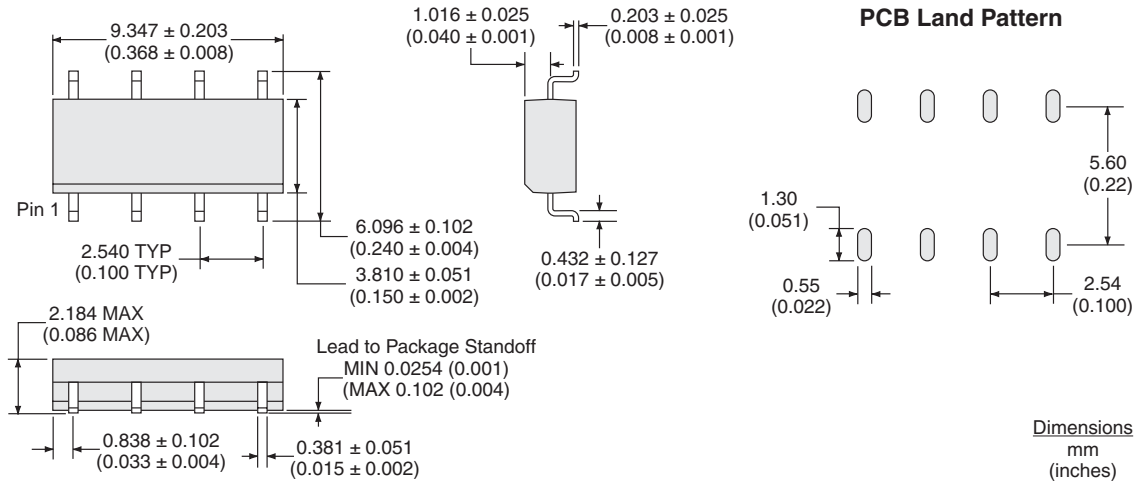 9.347 ± 0.203
(0.368 ± 0.008)
1.016 ± 0.025
(0.040 ± 0.001)
0.203 ± 0.025
(0.008 ± 0.001)
PCB Land Pattern
Pin 1
2.540 TYP
(0.100 TYP)
6.096 ± 0.102
(0.240 ± 0.004)
3.810 ± 0.051
(0.150 ± 0.002)
0.432 ± 0.127
(0.017 ± 0.005)
5.60
(0.22)
1.30
(0.051)
0.55
(0.022)
2.54
(0.100)
2.184 MAX
(0.086 MAX)
Lead to Package Standoff
MIN 0.0254 (0.001)
(MAX 0.102 (0.004)
0.838 ± 0.102
(0.033 ± 0.004)
0.381 ± 0.051
(0.015 ± 0.002)
Dimensions
mm
(inches)